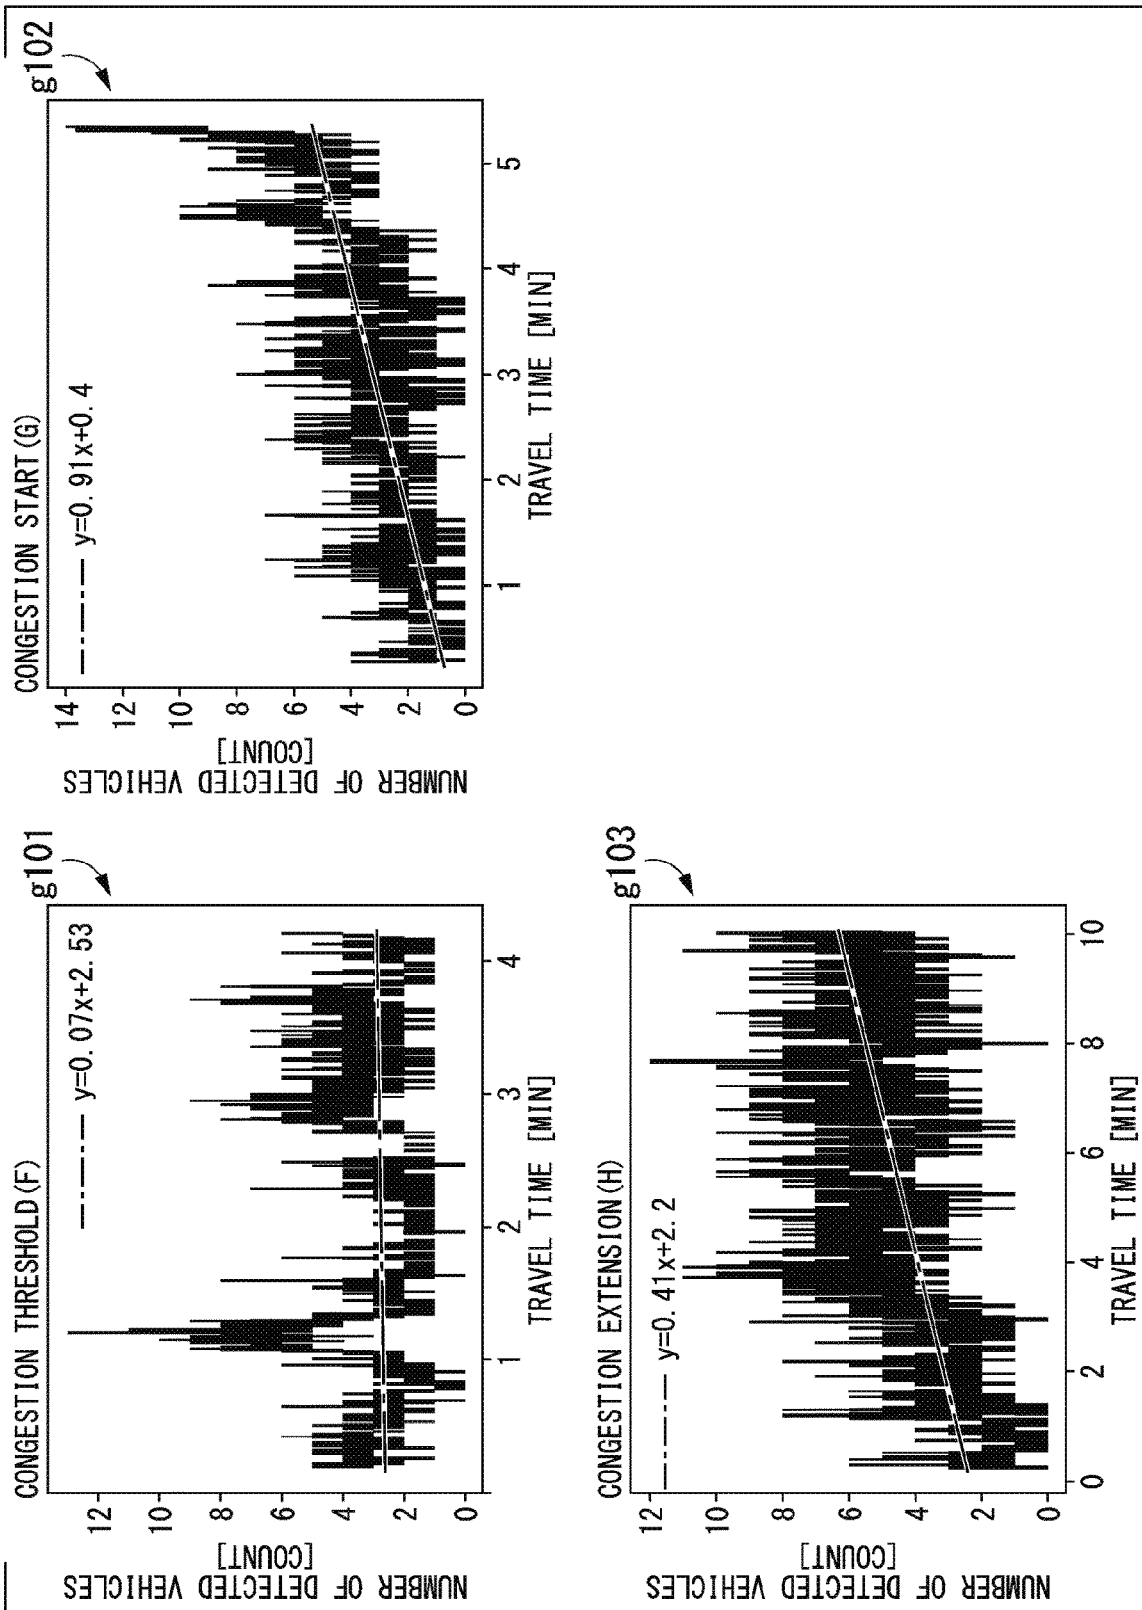 CONGESTION THRESHOLD(F)
g101
y=0.07x+2.53
NUMBER OF DETECTED VEHICLES
[COUNT]
12
10
8
6
4
2
0
1
2
3
4
TRAVEL TIME [MIN]
CONGESTION START(G)
g102
y=0.91x+0.4
NUMBER OF DETECTED VEHICLES
[COUNT]
14
12
10
8
6
4
2
0
1
2
3
4
5
TRAVEL TIME [MIN]
CONGESTION EXTENSION(H)
g103
y=0.41x+2.2
NUMBER OF DETECTED VEHICLES
[COUNT]
12
10
8
6
4
2
0
0
2
4
6
8
10
TRAVEL TIME [MIN]